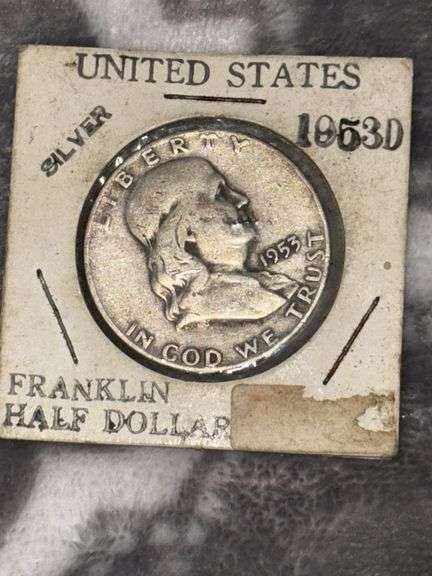 UNITED STATES
SILVER
1953D
LIBERTY
1953
IN GOD WE TRUST
FRANKLIN
HALF DOLLAR